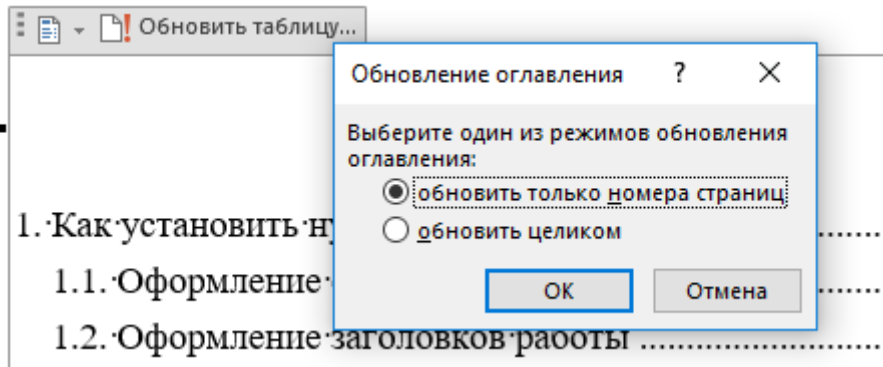 Обновить таблицу...
Обновление оглавления ? ✕
Выберите один из режимов обновления
оглавления:
обновить только номера страниц
обновить целиком
ОК Отмена
1. Как установить
1.1. Оформление
1.2. Оформление заголовков работы ........................